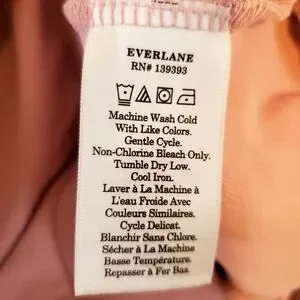 EVERLANE
RN# 139393
Machine Wash Cold
With Like Colors.
Gentle Cycle.
Non-Chlorine Bleach Only.
Tumble Dry Low.
Cool Iron.
Laver à La Machine à
L'eau Froide Avec
Couleurs Similaires.
Cycle Delicat.
Blanchir Sans Chlore.
Sécher à La Machine
Basse Température.
Repasser à Fer Bas.